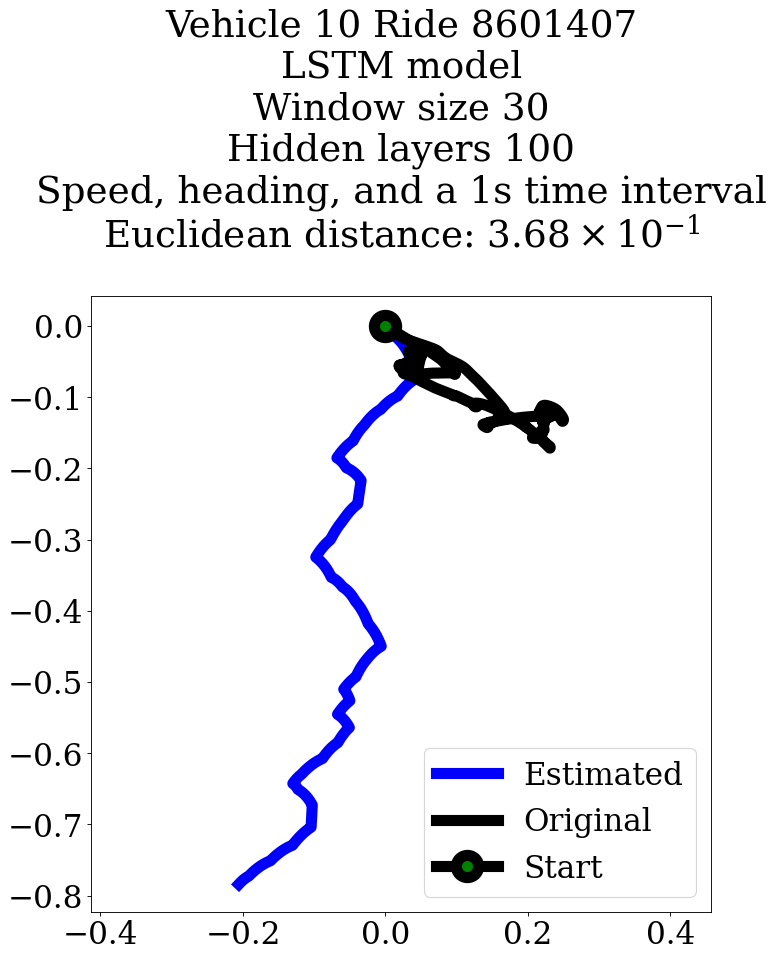 Vehicle 10 Ride 8601407
LSTM model
Window size 30
Hidden layers 100
Speed, heading, and a 1s time interval
Euclidean distance: 3.68 × 10⁻¹
0.0
−0.1
−0.2
−0.3
−0.4
−0.5
−0.6
−0.7
−0.8
Estimated
Original
Start
−0.4 −0.2 0.0 0.2 0.4